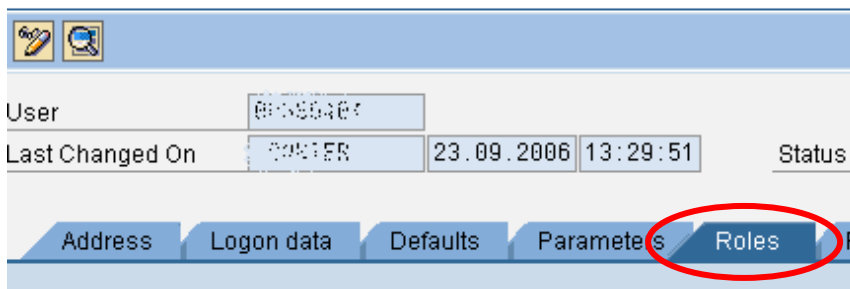 User
Last Changed On 23.09.2006 13:29:51 Status
Address Logon data Defaults Parameters Roles